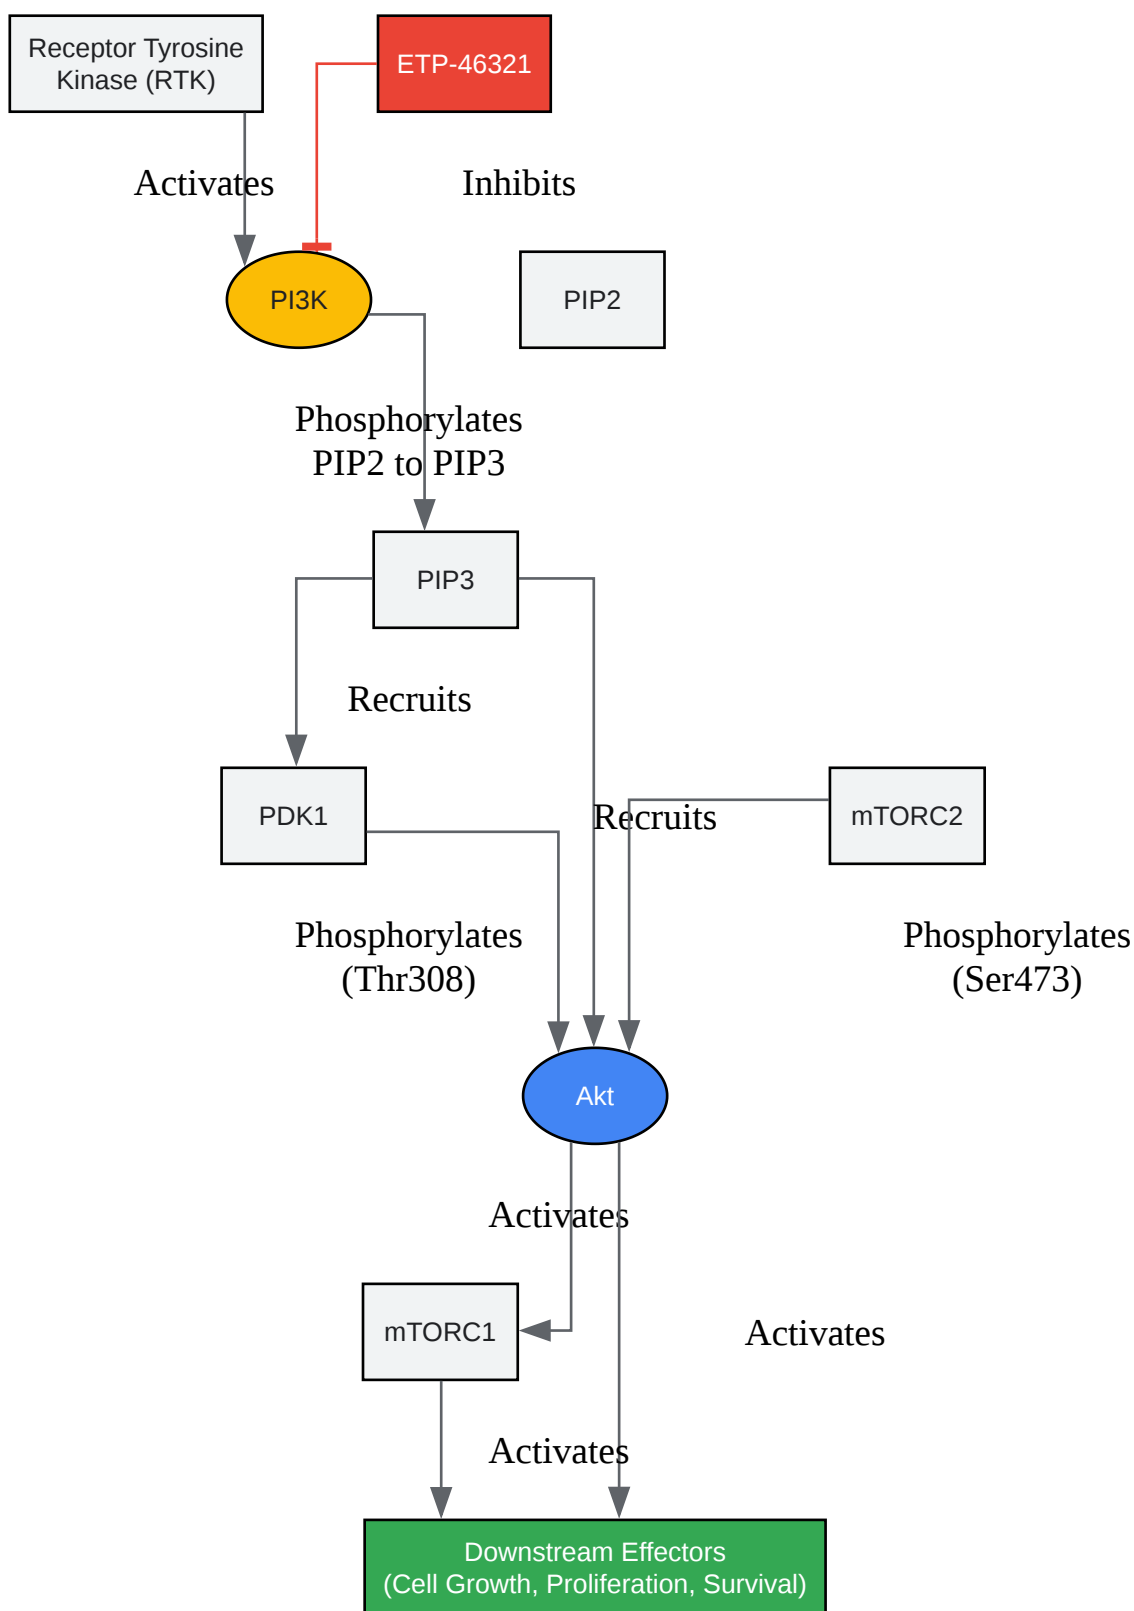 Receptor Tyrosine
Kinase (RTK)
ETP-46321
Activates
Inhibits
PI3K
PIP2
Phosphorylates
PIP2 to PIP3
PIP3
Recruits
PDK1
Recruits
mTORC2
Phosphorylates
(Thr308)
Phosphorylates
(Ser473)
Akt
Activates
mTORC1
Activates
Activates
Downstream Effectors
(Cell Growth, Proliferation, Survival)